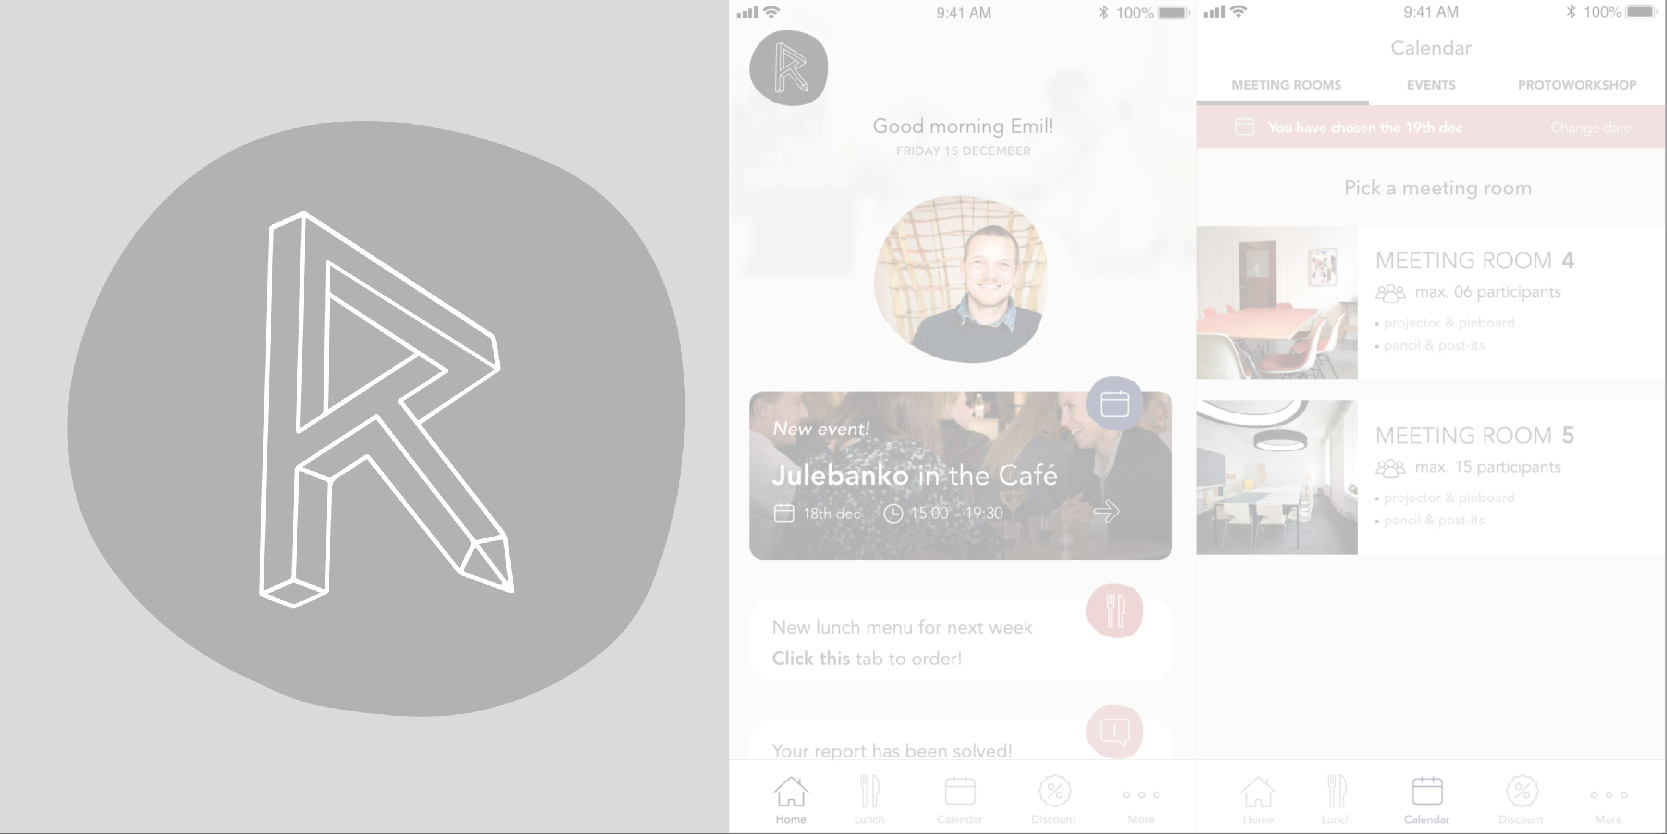 R
9:41 AM
100%
R
Good morning Emil!
FRIDAY 15 DECEMBER
New event!
Julebanko in the Café
18th dec 15:00 - 19:30
New lunch menu for next week
Click this tab to order!
Your report has been solved!
Home Lunch Calendar Discount More
9:41 AM
100%
Calendar
MEETING ROOMS EVENTS PROTOWORKSHOP
You have chosen the 19th dec Change date
Pick a meeting room
MEETING ROOM 4
max. 06 participants
• projector & pinboard
• pencil & post-its
MEETING ROOM 5
max. 15 participants
• projector & pinboard
• pencil & post-its
Home Lunch Calendar Discount More